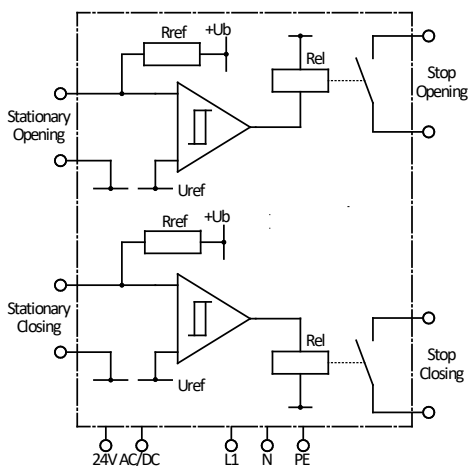 Rref
+Ub
Rel
Stationary
Opening
Stop
Opening
Uref
Rref
+Ub
Stationary
Closing
Rel
Stop
Closing
Uref
24V AC/DC
L1
N
PE